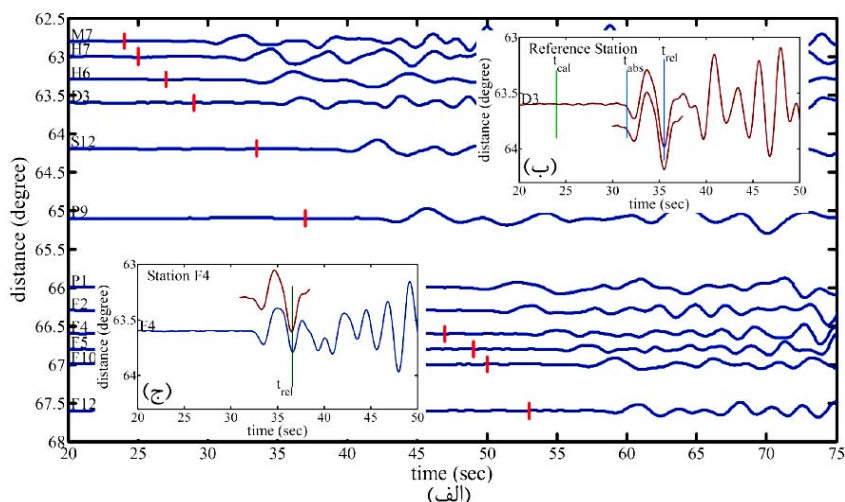 62.5
63
63.5
64
64.5
65
65.5
66
66.5
67
67.5
68
distance (degree)
M7
H7
H6
D3
S12
P9
P1
F2
F4
F5
F10
F12
20 25 30 35 40 45 50 55 60 65 70 75
time (sec)
(الف)
Reference Station
t_cal t_abs t_rel
63
63.5
64
distance (degree)
D3
(ب)
20 25 30 35 40 45 50
time (sec)
Station F4
63
63.5
64
distance (degree)
F4
t_rel
(ج)
20 25 30 35 40 45 50
time (sec)